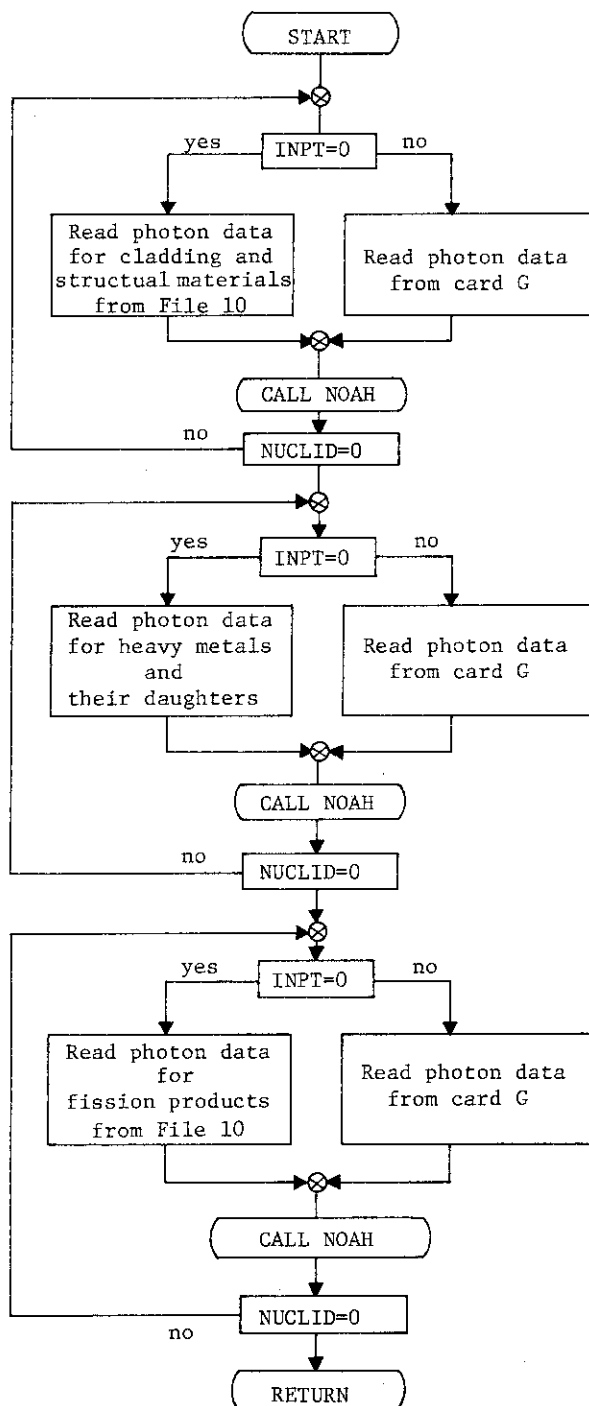 START
yes
INPT=0
no
Read photon data
for cladding and
structual materials
from File 10
Read photon data
from card G
CALL NOAH
no
NUCLID=0
yes
INPT=0
no
Read photon data
for heavy metals
and
their daughters
Read photon data
from card G
CALL NOAH
no
NUCLID=0
yes
INPT=0
no
Read photon data
for
fission products
from File 10
Read photon data
from card G
CALL NOAH
NUCLID=0
no
RETURN